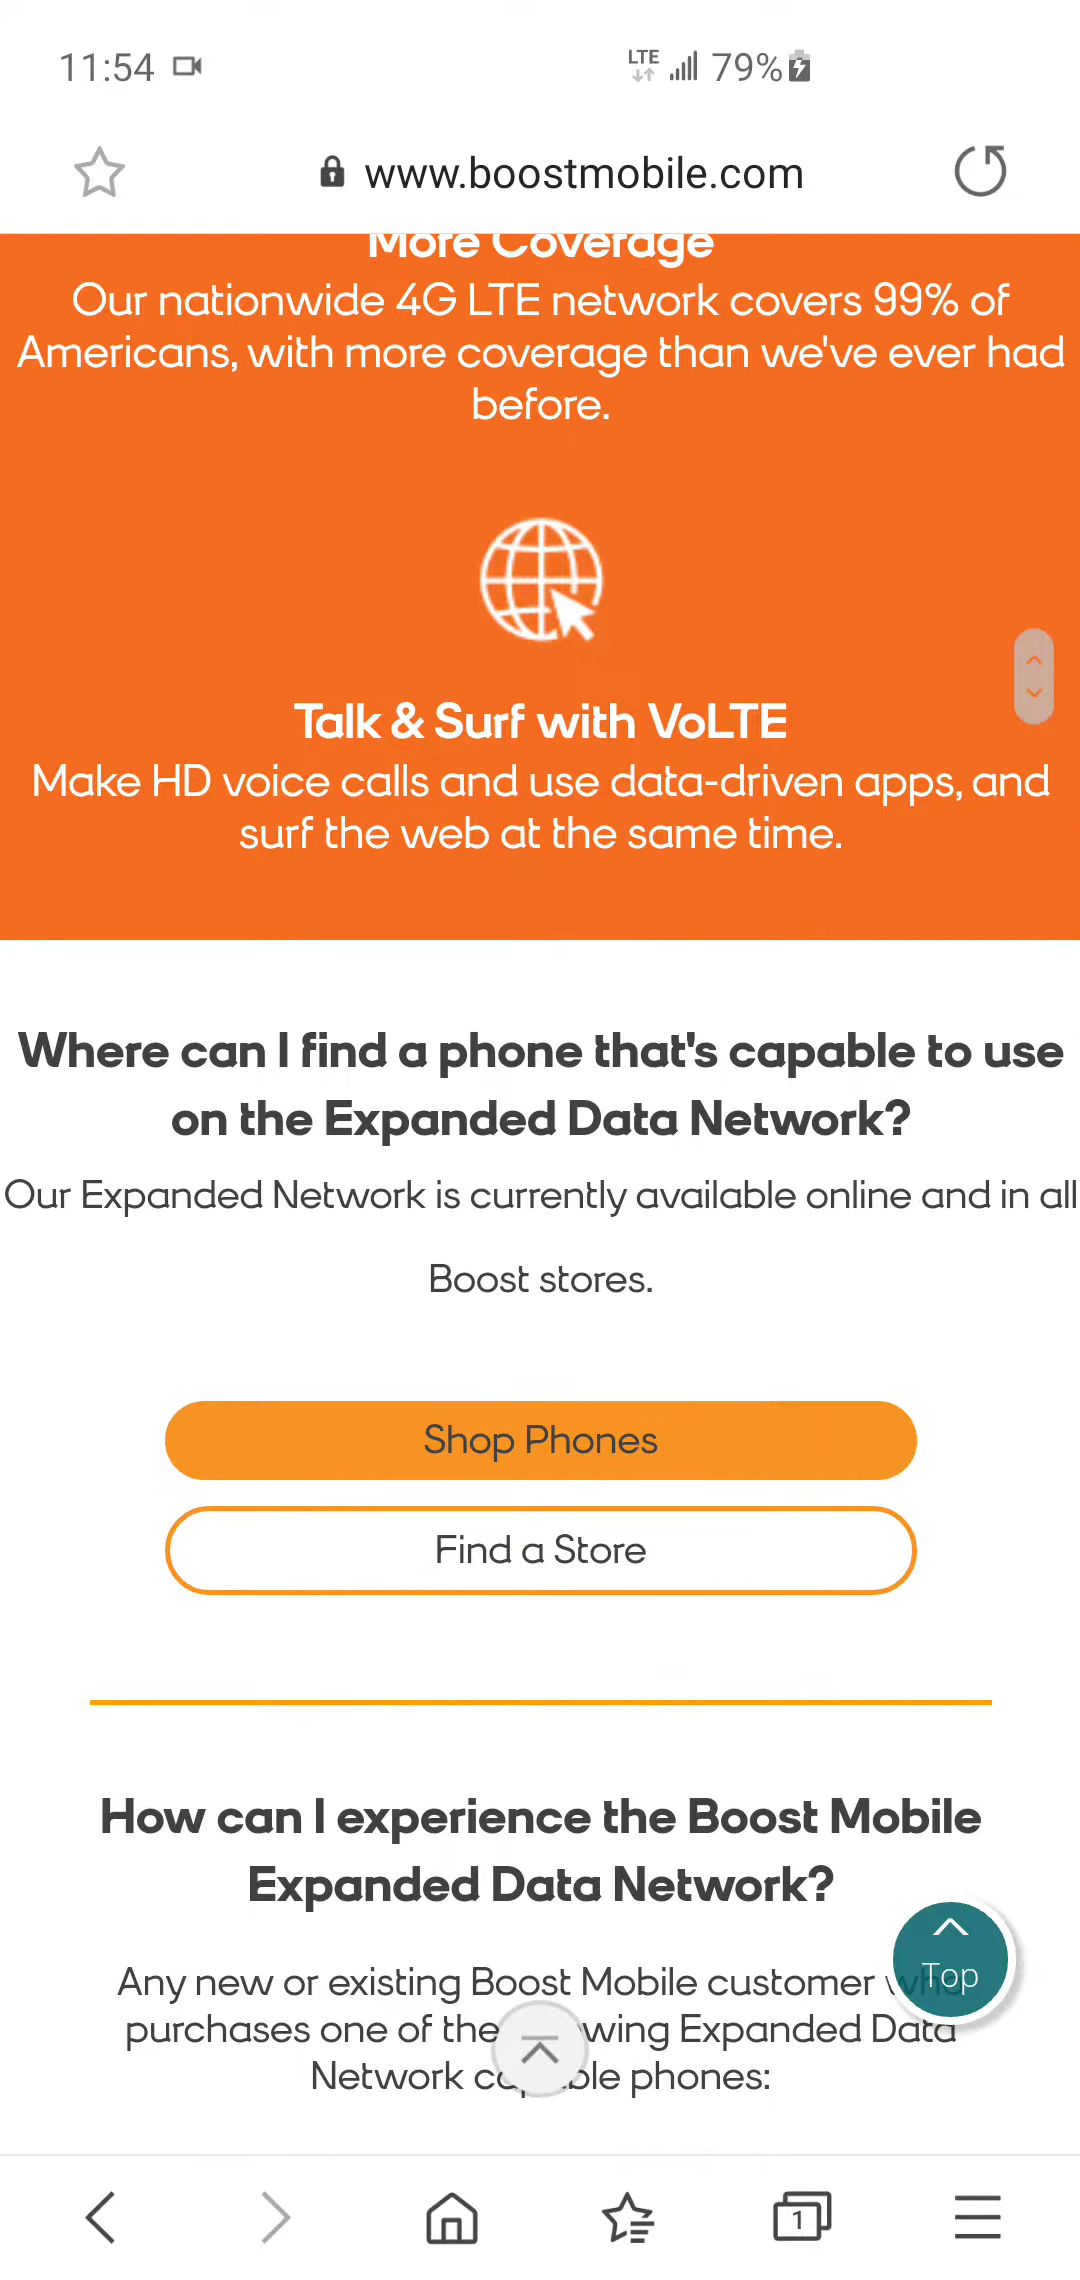 11:54
LTE
79%
www.boostmobile.com
More Coverage
Our nationwide 4G LTE network covers 99% of
Americans, with more coverage than we've ever had
before.
Talk & Surf with VoLTE
Make HD voice calls and use data-driven apps, and
surf the web at the same time.
Where can I find a phone that's capable to use
on the Expanded Data Network?
Our Expanded Network is currently available online and in all
Boost stores.
Shop Phones
Find a Store
How can I experience the Boost Mobile
Expanded Data Network?
Any new or existing Boost Mobile customer
Top
purchases one of the Expanded Data
Network phones:
1